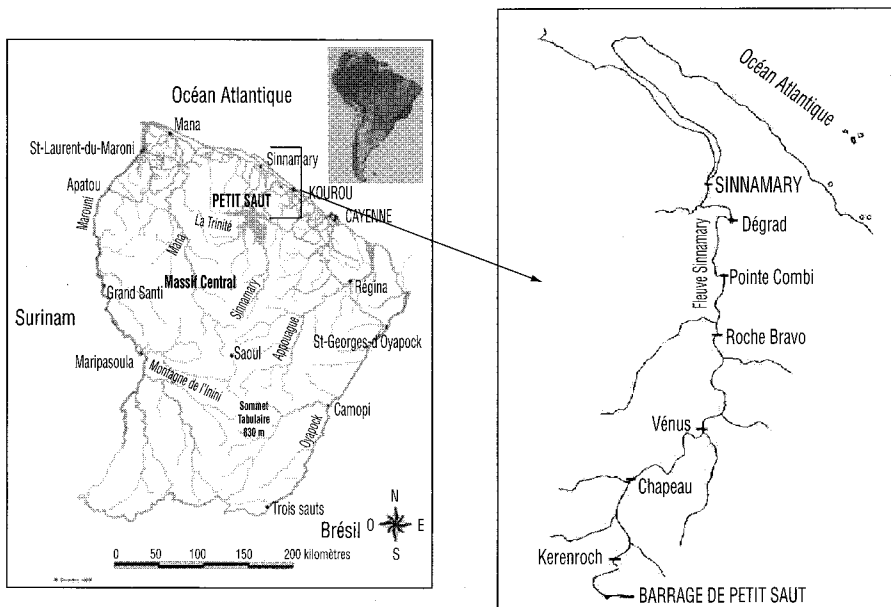 Océan Atlantique
Mana
St-Laurent-du-Maroni
Sinnamary
Apatou
KOUROU
PETIT SAUT
CAYENNE
Marouni
La Trinité
Mana
Massif Central
Grand Santi
Sinnamary
Régina
Surinam
Appouague
St-Georges-d'Oyapock
Saoul
Maripasoula
Montagne de l'Inini
Sommet
Tabulaire
830 m
Camopi
Oyapock
Trois sauts
Brésil
N
O E
S
0 50 100 150 200 kilomètres
Océan Atlantique
SINNAMARY
Dégrad
Fleuve Sinnamary
Pointe Combi
Roche Bravo
Vénus
Chapeau
Kerenroch
BARRAGE DE PETIT SAUT